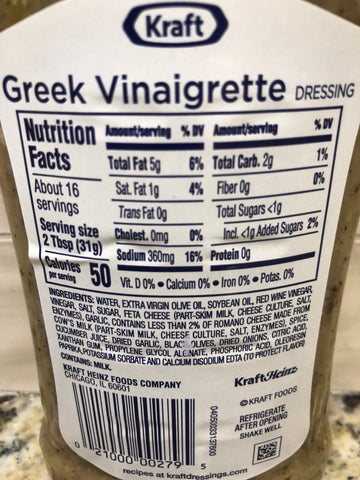 Kraft
Greek Vinaigrette DRESSING
Nutrition Facts
About 16 servings
Serving size
2 Tbsp (31g)
Calories per serving 50
Amount/serving % DV
Total Fat 5g 6%
Sat. Fat 1g 4%
Trans Fat 0g
Cholest. 0mg 0%
Sodium 360mg 16%
Amount/serving % DV
Total Carb. 2g 1%
Fiber 0g 0%
Total Sugars <1g
Incl. <1g Added Sugars 2%
Protein 0g
Vit. D 0% • Calcium 0% • Iron 0% • Potas. 0%
INGREDIENTS: WATER, EXTRA VIRGIN OLIVE OIL, SOYBEAN OIL, RED WINE VINEGAR,
VINEGAR, SALT, SUGAR, FETA CHEESE (PART-SKIM MILK, CHEESE CULTURE, SALT,
ENZYMES), GARLIC, CONTAINS LESS THAN 2% OF ROMANO CHEESE MADE FROM
COW'S MILK (PART-SKIM MILK, CHEESE CULTURE, SALT, ENZYMES), SPICE,
CUCUMBER JUICE, DRIED GARLIC, BLACK OLIVES, DRIED ONIONS, CITRIC ACID,
XANTHAN GUM, PROPYLENE GLYCOL ALGINATE, PHOSPHORIC ACID, OLEORESIN
PAPRIKA, POTASSIUM SORBATE AND CALCIUM DISODIUM EDTA (TO PROTECT FLAVOR)
CONTAINS: MILK.
KRAFT HEINZ FOODS COMPANY
CHICAGO, IL 60601
KraftHeinz
© KRAFT FOODS
REFRIGERATE
AFTER OPENING
SHAKE WELL
0 21000 00279 5
recipes at kraftdressings.com